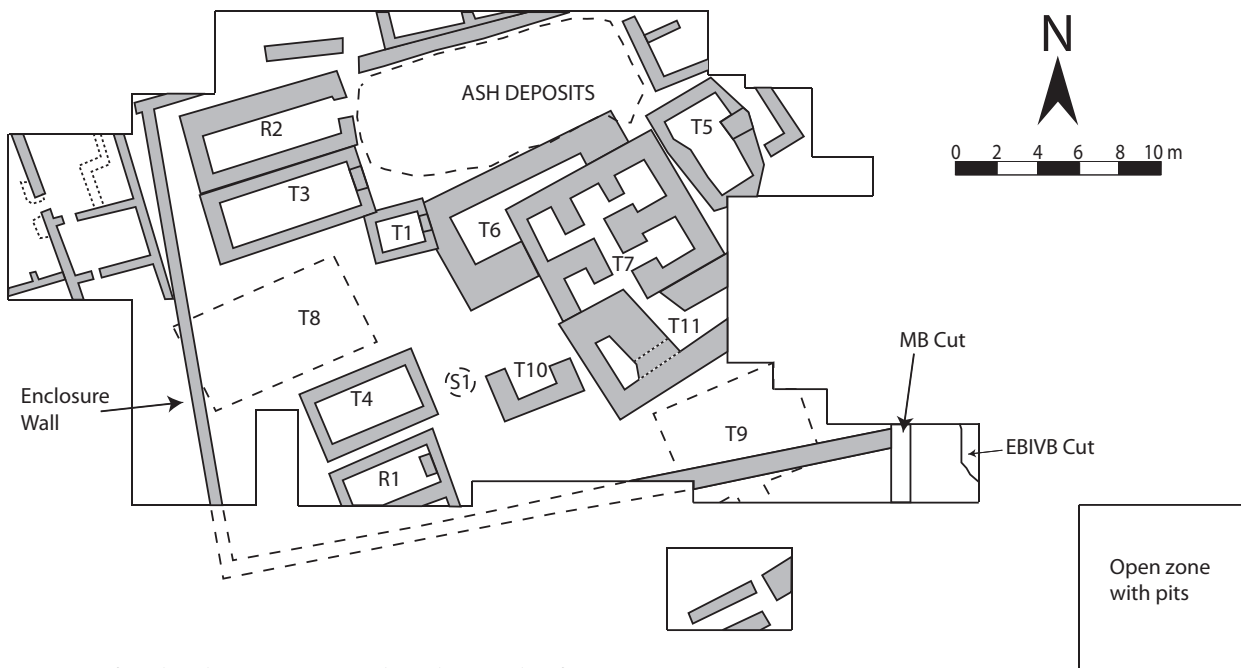 N
0 2 4 6 8 10 m
ASH DEPOSITS
R2
T5
T3
T1
T6
T7
T8
T11
MB Cut
S1
T10
Enclosure
Wall
T4
T9
EBIVB Cut
R1
Open zone
with pits